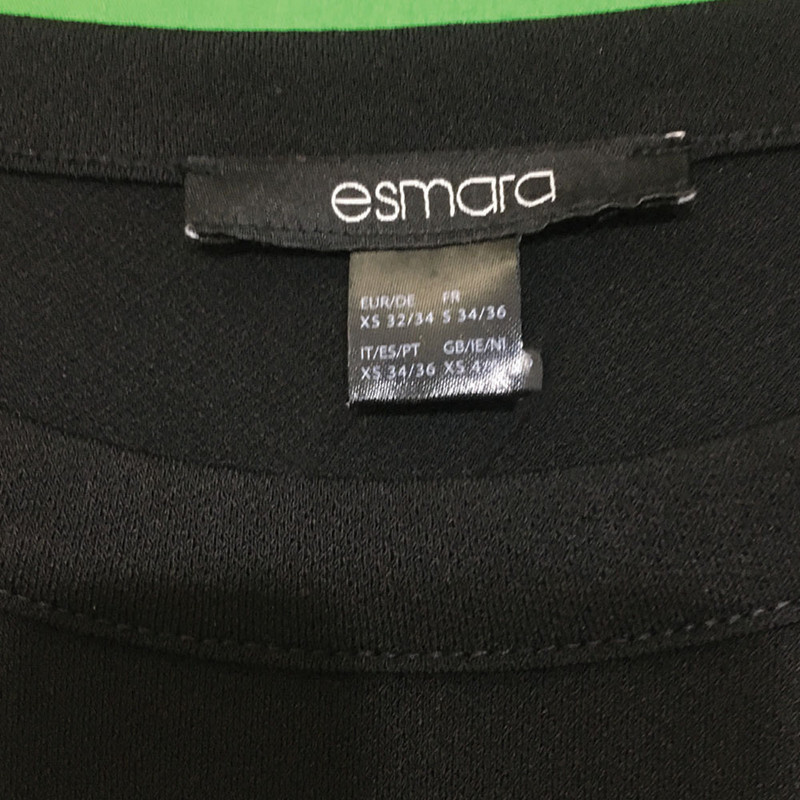 esmara
EUR/DE FR
XS 32/34 S 34/36
IT/ES/PT GB/IE/NI
XS 34/36 XS